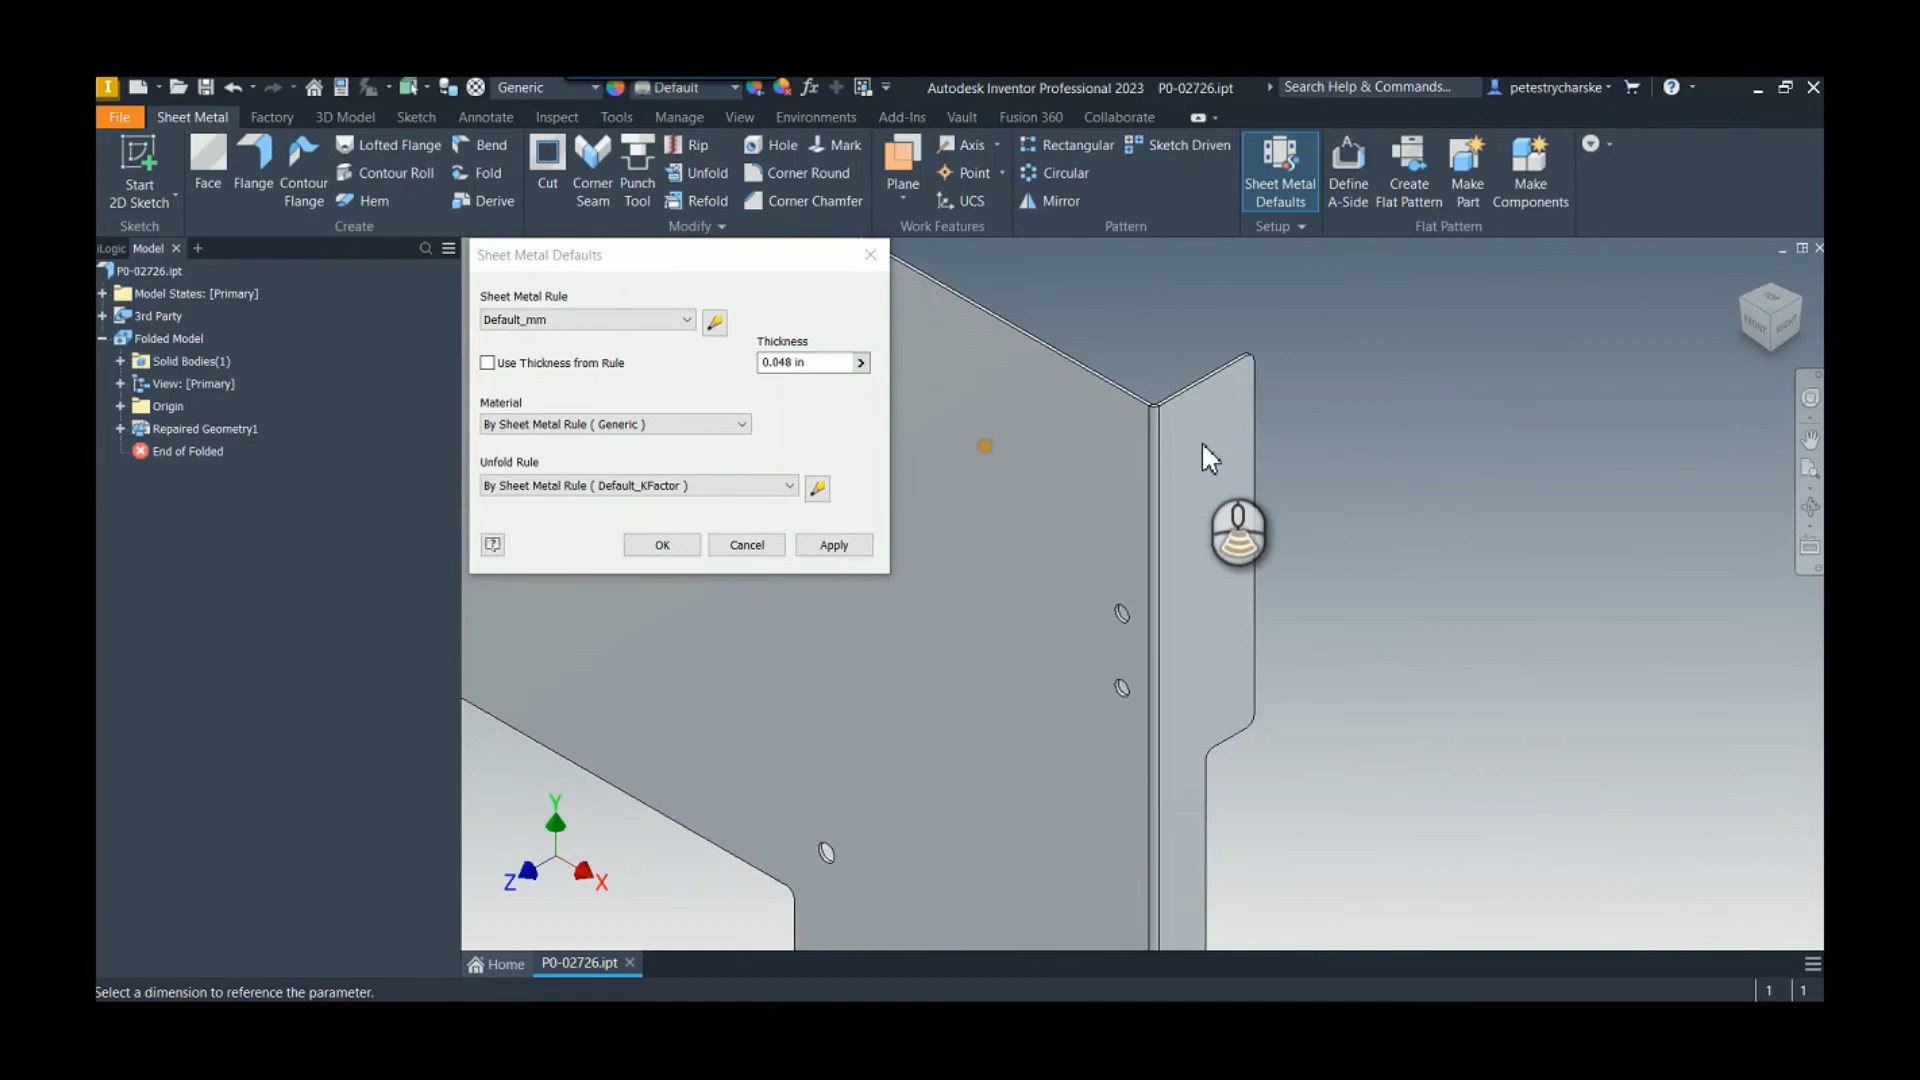 Generic
Default
fx
Autodesk Inventor Professional 2023 P0-02726.ipt
Search Help & Commands...
petestrycharske
File
Sheet Metal
Factory
3D Model
Sketch
Annotate
Inspect
Tools
Manage
View
Environments
Add-Ins
Vault
Fusion 360
Collaborate
Start
2D Sketch
Face
Flange
Contour
Flange
Lofted Flange
Contour Roll
Hem
Bend
Fold
Derive
Cut
Corner
Seam
Punch
Tool
Rip
Unfold
Refold
Hole
Mark
Corner Round
Corner Chamfer
Plane
Axis
Point
UCS
Rectangular
Sketch Driven
Circular
Mirror
Sheet Metal
Defaults
Define
A-Side
Create
Flat Pattern
Make
Part
Make
Components
Sketch
Create
Modify
Work Features
Pattern
Setup
Flat Pattern
iLogic
Model
P0-02726.ipt
Model States: [Primary]
3rd Party
Folded Model
Solid Bodies(1)
View: [Primary]
Origin
Repaired Geometry1
End of Folded
Sheet Metal Defaults
Sheet Metal Rule
Default_mm
Use Thickness from Rule
Thickness
0.048 in
Material
By Sheet Metal Rule ( Generic )
Unfold Rule
By Sheet Metal Rule ( Default_KFactor )
OK
Cancel
Apply
TOP
FRONT
RIGHT
Y
Z
X
Home
P0-02726.ipt
Select a dimension to reference the parameter.
1
1